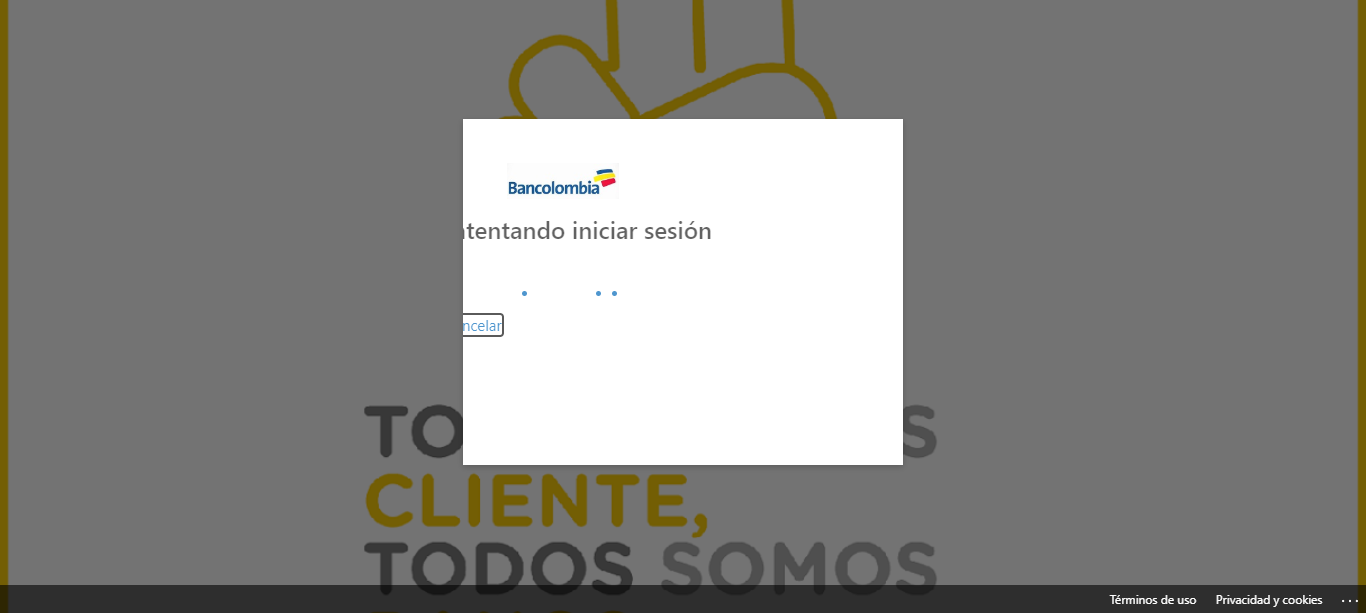 Bancolombia
ntentando iniciar sesión
ncelar
TO S
CLIENTE,
TODOS SOMOS
Términos de uso Privacidad y cookies ...